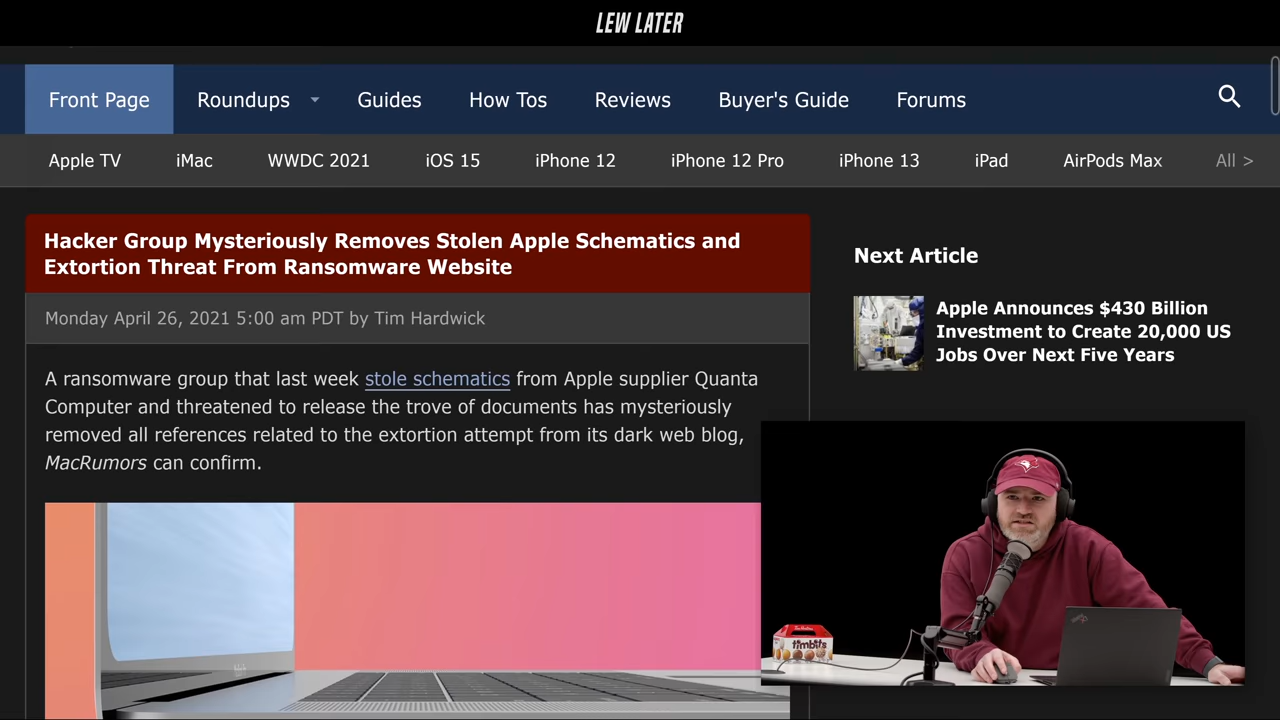 LEW LATER
Front Page
Roundups
Guides
How Tos
Reviews
Buyer's Guide
Forums
Apple TV
iMac
WWDC 2021
iOS 15
iPhone 12
iPhone 12 Pro
iPhone 13
iPad
AirPods Max
All >
Hacker Group Mysteriously Removes Stolen Apple Schematics and
Extortion Threat From Ransomware Website
Monday April 26, 2021 5:00 am PDT by Tim Hardwick
A ransomware group that last week stole schematics from Apple supplier Quanta
Computer and threatened to release the trove of documents has mysteriously
removed all references related to the extortion attempt from its dark web blog,
MacRumors can confirm.
Next Article
Apple Announces $430 Billion
Investment to Create 20,000 US
Jobs Over Next Five Years
timbits